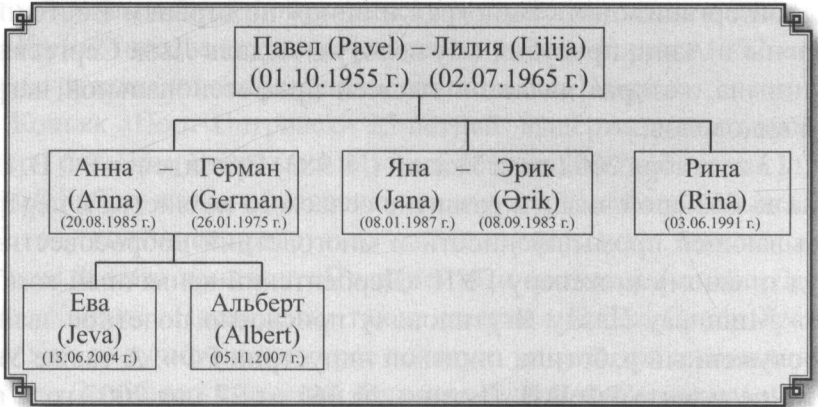 Павел (Pavel) – Лилия (Lilija)
(01.10.1955 г.) (02.07.1965 г.)
Анна Герман
(Anna) (German)
(20.08.1985 г.) (26.01.1975 г.)
Яна Эрик
(Jana) (Ərik)
(08.01.1987 г.) (08.09.1983 г.)
Рина
(Rina)
(03.06.1991 г.)
Ева Альберт
(Jeva) (Albert)
(13.06.2004 г.) (05.11.2007 г.)